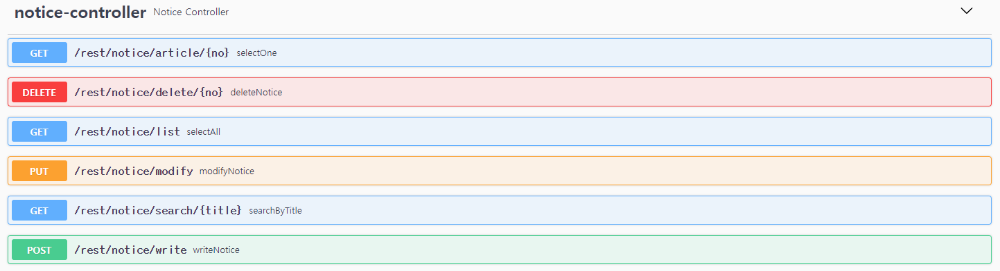 notice-controller Notice Controller
GET /rest/notice/article/{no} selectOne
DELETE /rest/notice/delete/{no} deleteNotice
GET /rest/notice/list selectAll
PUT /rest/notice/modify modifyNotice
GET /rest/notice/search/{title} searchByTitle
POST /rest/notice/write writeNotice